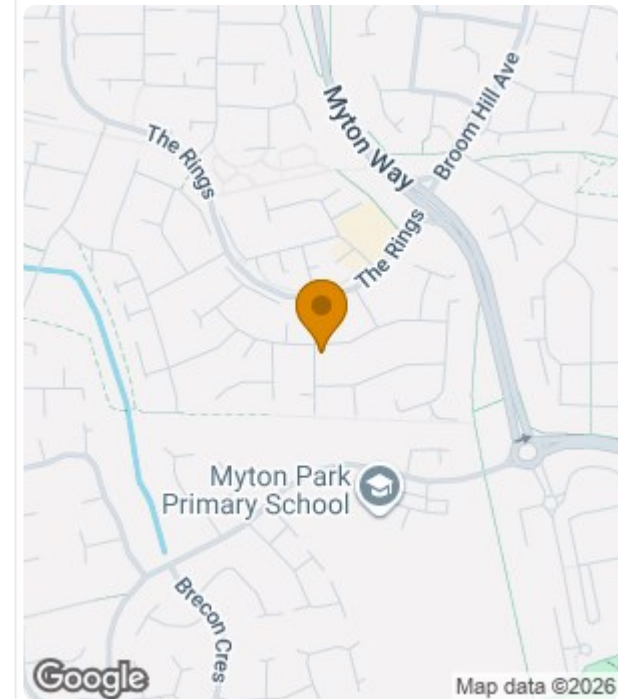 Myton Way
Broom Hill Ave
The Rings
The Rings
Myton Park
Primary School
Brecon Cres
Google
Map data ©2026